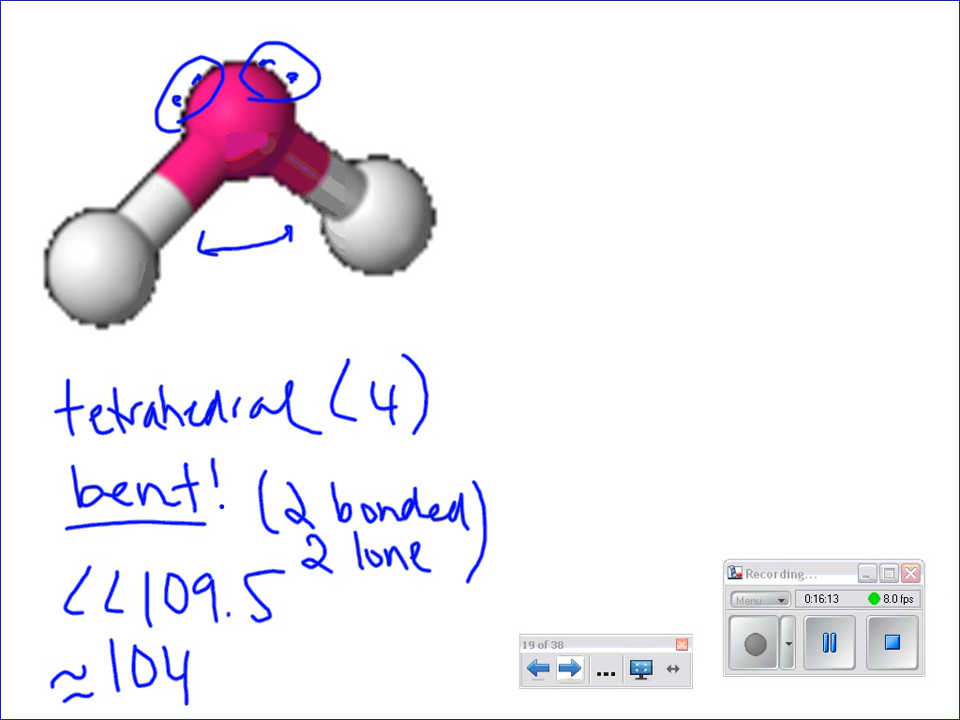 tetrahedral (4)
bent! (2 bonded
2 lone)
<<109.5
≈104
Recording...
Menu
0:16:13
8.0 fps
19 of 38
...